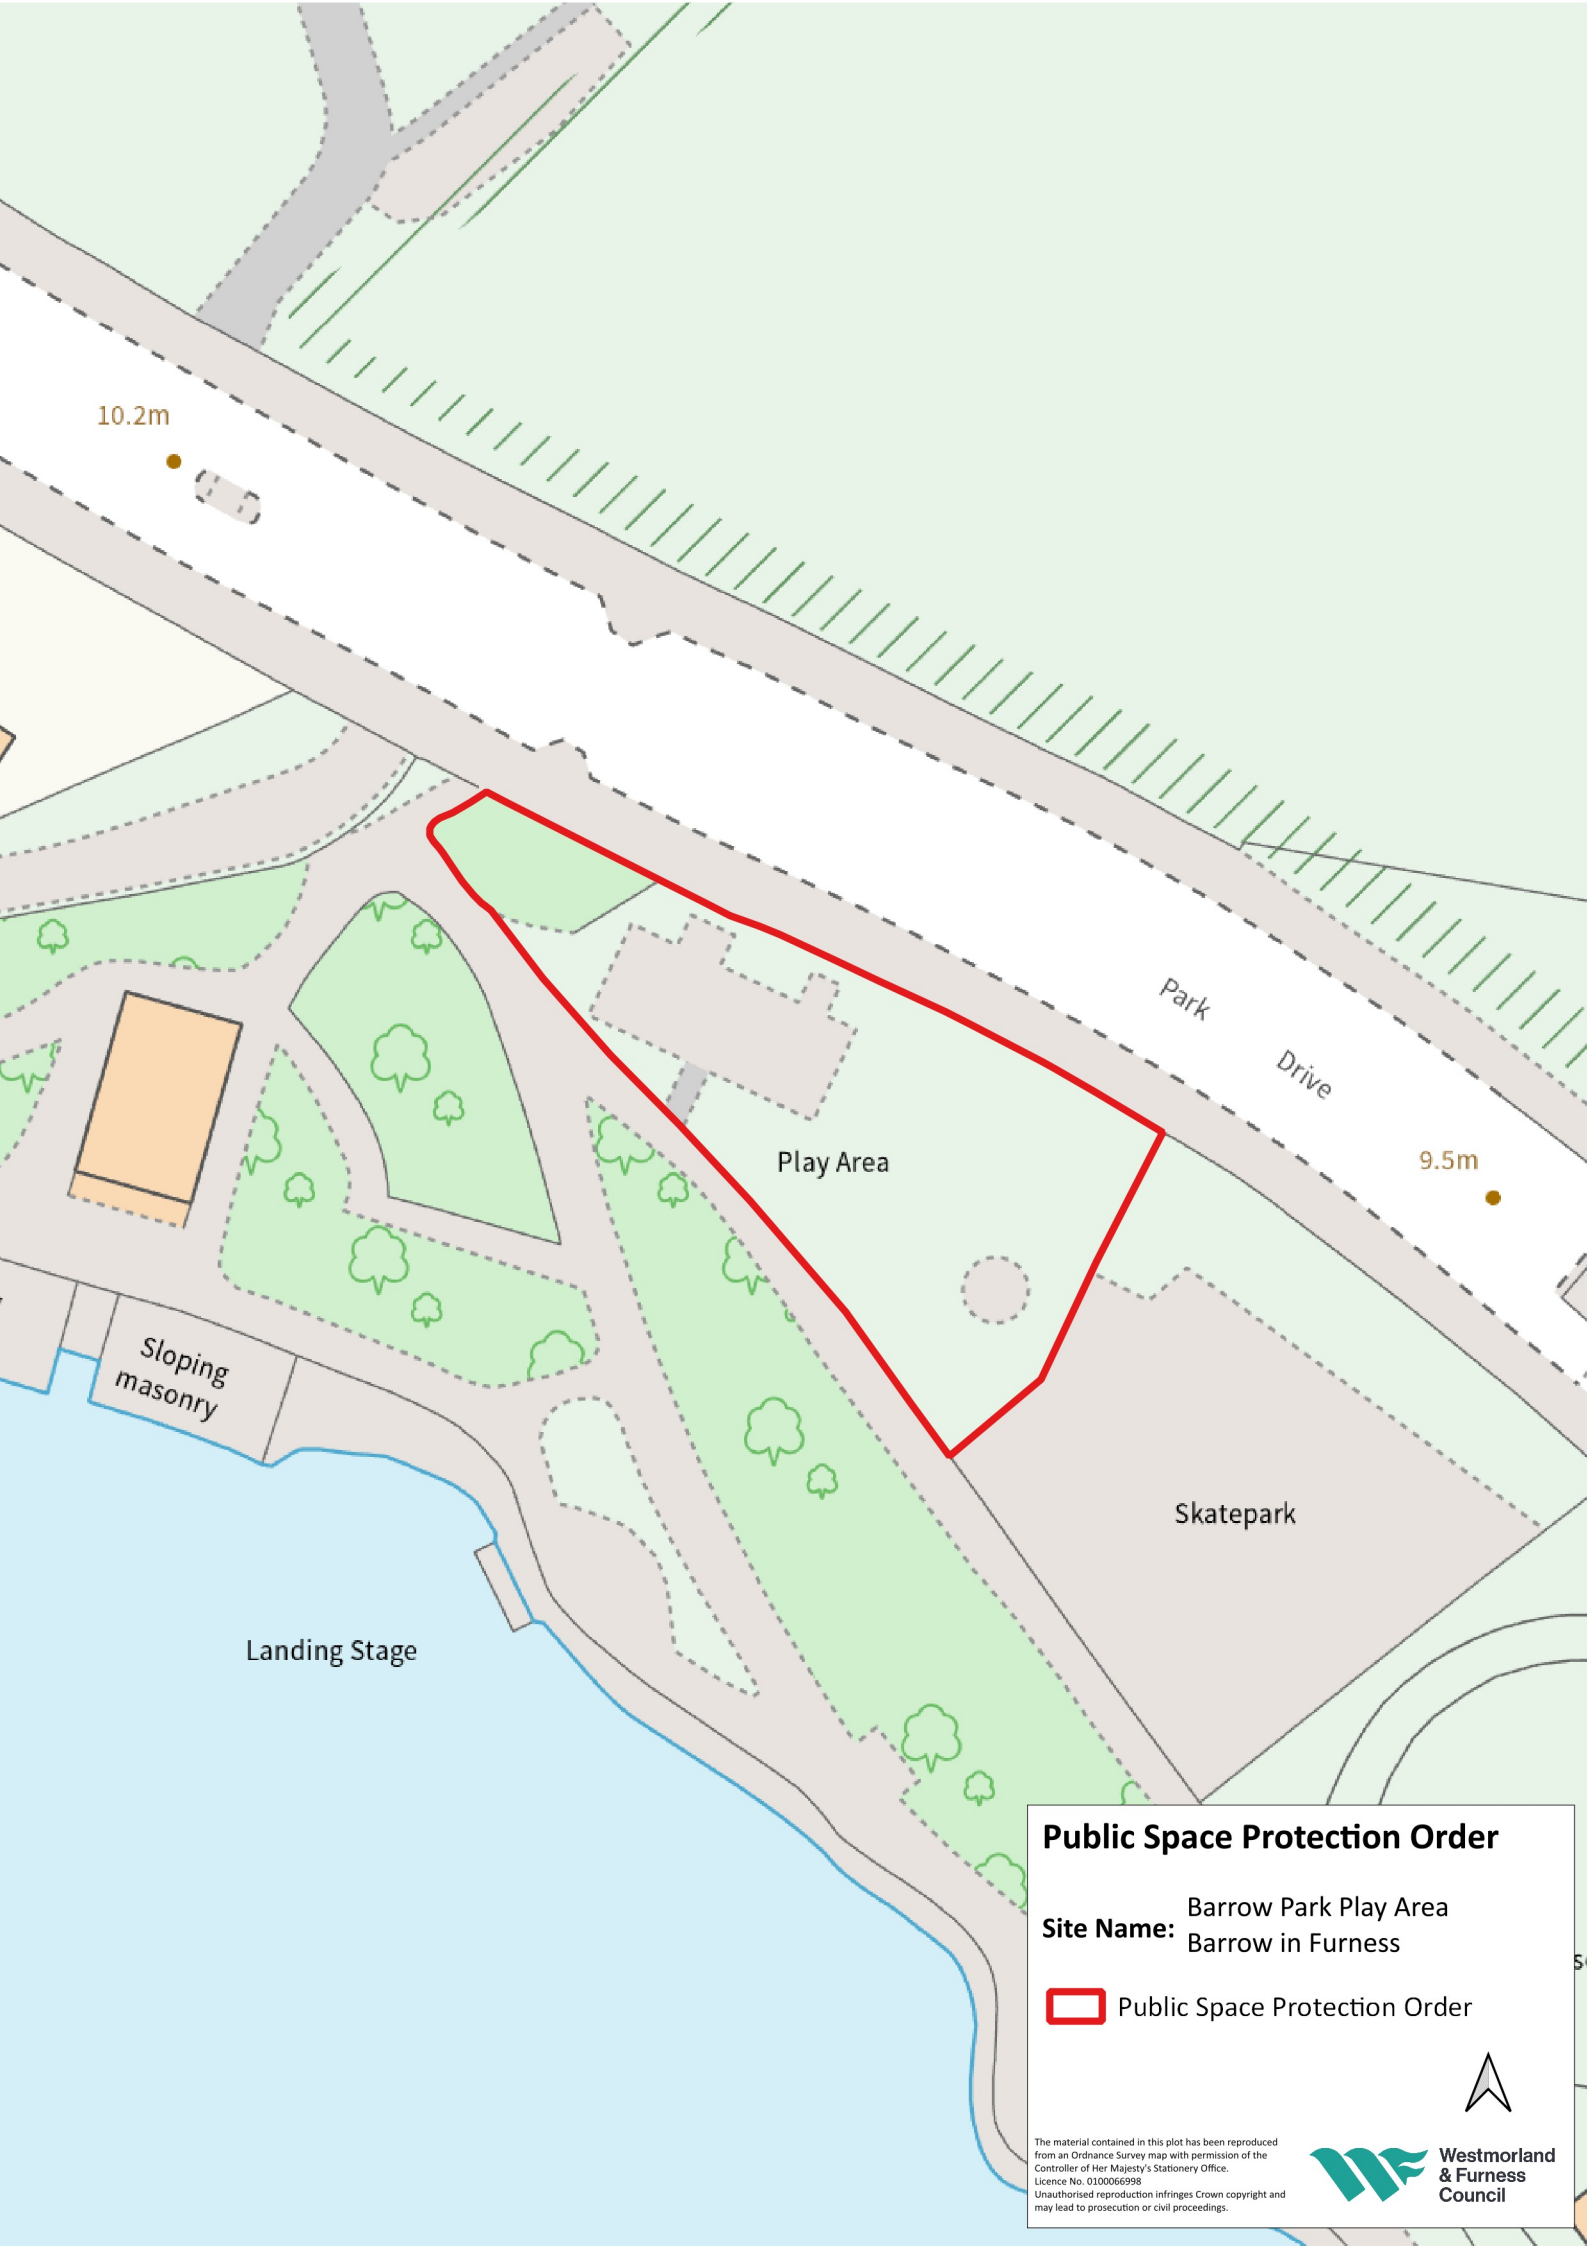 10.2m
Park
Drive
9.5m
Play Area
Sloping
masonry
Skatepark
Landing Stage
Public Space Protection Order
Site Name:
Barrow Park Play Area
Barrow in Furness
Public Space Protection Order
The material contained in this plot has been reproduced
from an Ordnance Survey map with permission of the
Controller of Her Majesty's Stationery Office.
Licence No. 0100066998
Unauthorised reproduction infringes Crown copyright and
may lead to prosecution or civil proceedings.
Westmorland
& Furness
Council